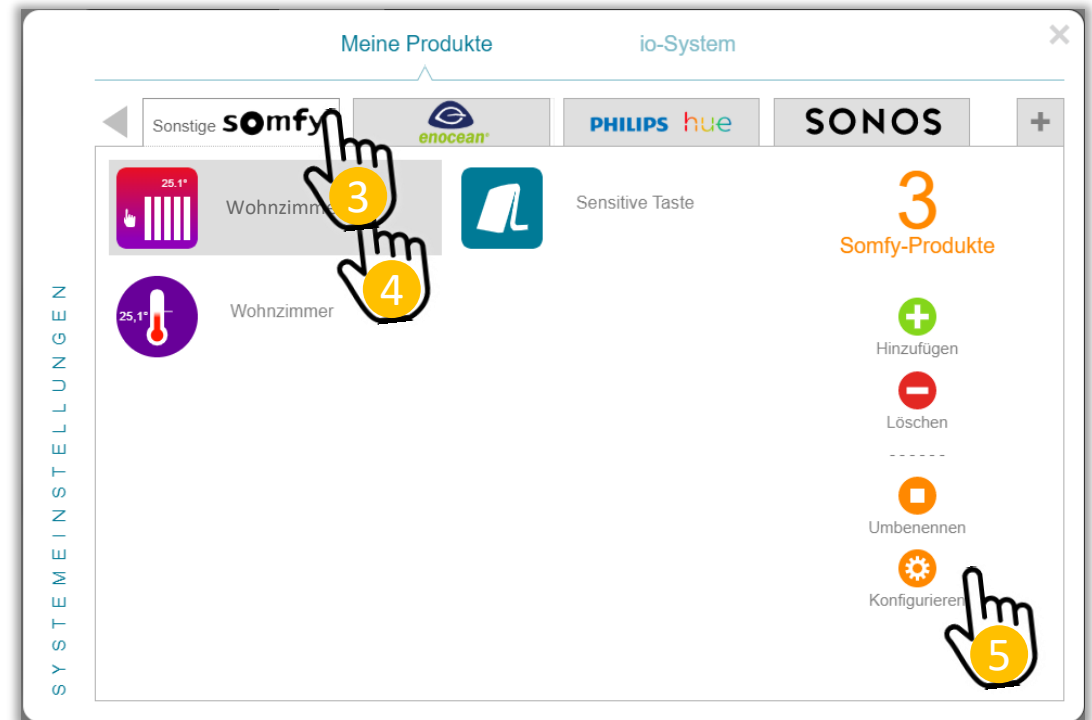 Meine Produkte io-System
Sonstige somfy enocean PHILIPS hue SONOS +
25.1° Wohnzimmer 3 Sensitive Taste 3
Somfy-Produkte
4
25,1° Wohnzimmer
Hinzufügen
Löschen
Umbenennen
Konfigurieren
5
SYSTEMEINSTELLUNGEN